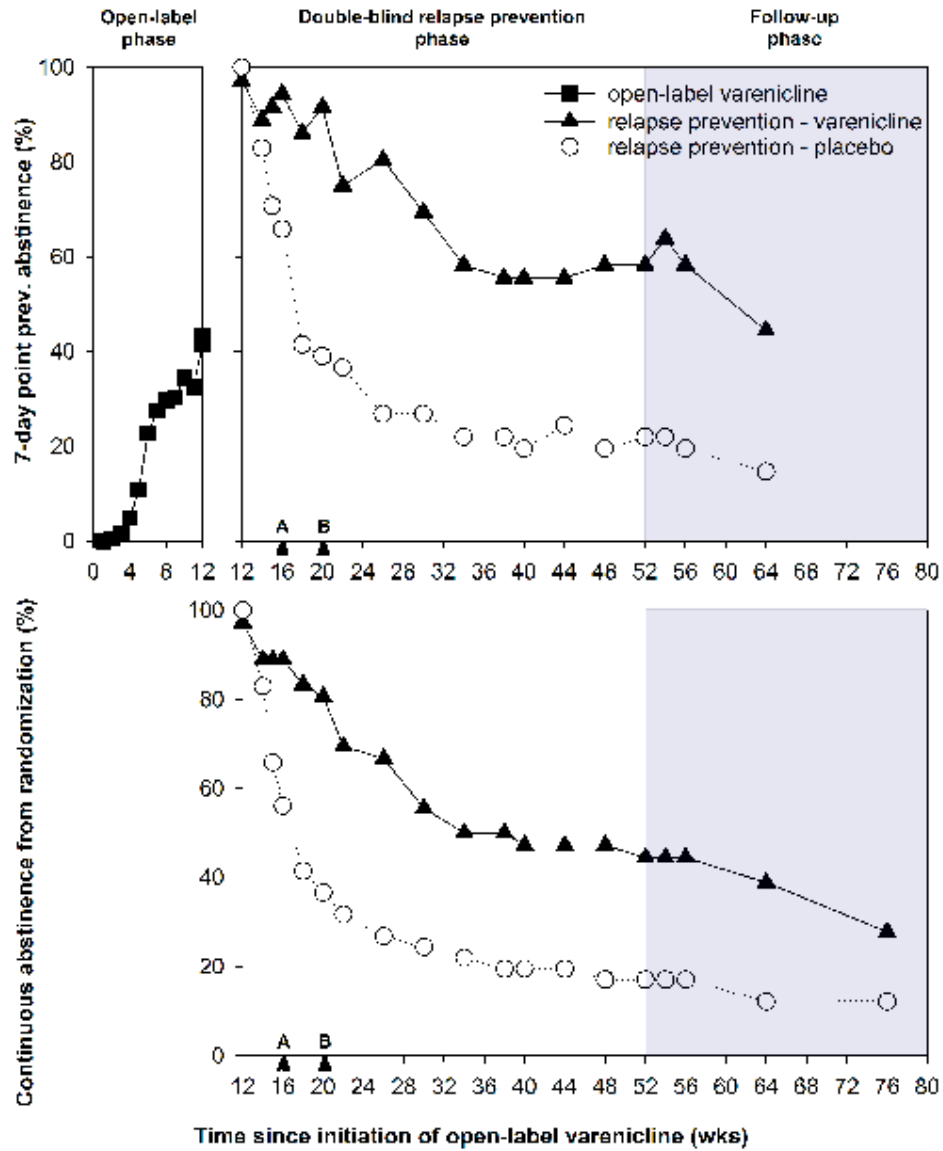 Open-label
phase
Double-blind relapse prevention
phase
Follow-up
phase
7-day point prev. abstinence (%)
100
80
60
40
20
0
open-label varenicline
relapse prevention - varenicline
relapse prevention - placebo
A B
0 4 6 12
12 16 20 24 28 32 36 40 44 48 52 56 60 64 68 72 76 80
Continuous abstinence from randomization (%)
100
80
60
40
20
0
A B
12 16 20 24 28 32 36 40 44 48 52 56 60 64 68 72 76 80
Time since initiation of open-label varenicline (wks)